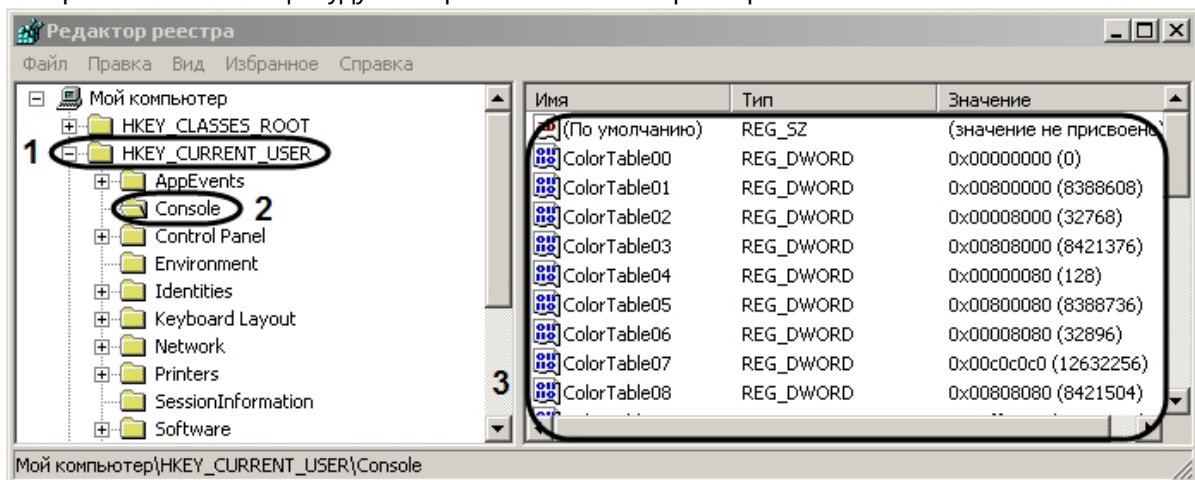 Редактор реестра
Файл Правка Вид Избранное Справка
Мой компьютер
HKEY_CLASSES_ROOT
1 HKEY_CURRENT_USER
AppEvents
Console 2
Control Panel
Environment
Identities
Keyboard Layout
Network
Printers
SessionInformation
Software
3
Имя Тип Значение
(По умолчанию) REG_SZ (значение не присвоено)
ColorTable00 REG_DWORD 0x00000000 (0)
ColorTable01 REG_DWORD 0x00800000 (8388608)
ColorTable02 REG_DWORD 0x00008000 (32768)
ColorTable03 REG_DWORD 0x00808000 (8421376)
ColorTable04 REG_DWORD 0x00000080 (128)
ColorTable05 REG_DWORD 0x00800080 (8388736)
ColorTable06 REG_DWORD 0x00008080 (32896)
ColorTable07 REG_DWORD 0x00c0c0c0 (12632256)
ColorTable08 REG_DWORD 0x00808080 (8421504)
Мой компьютер\HKEY_CURRENT_USER\Console